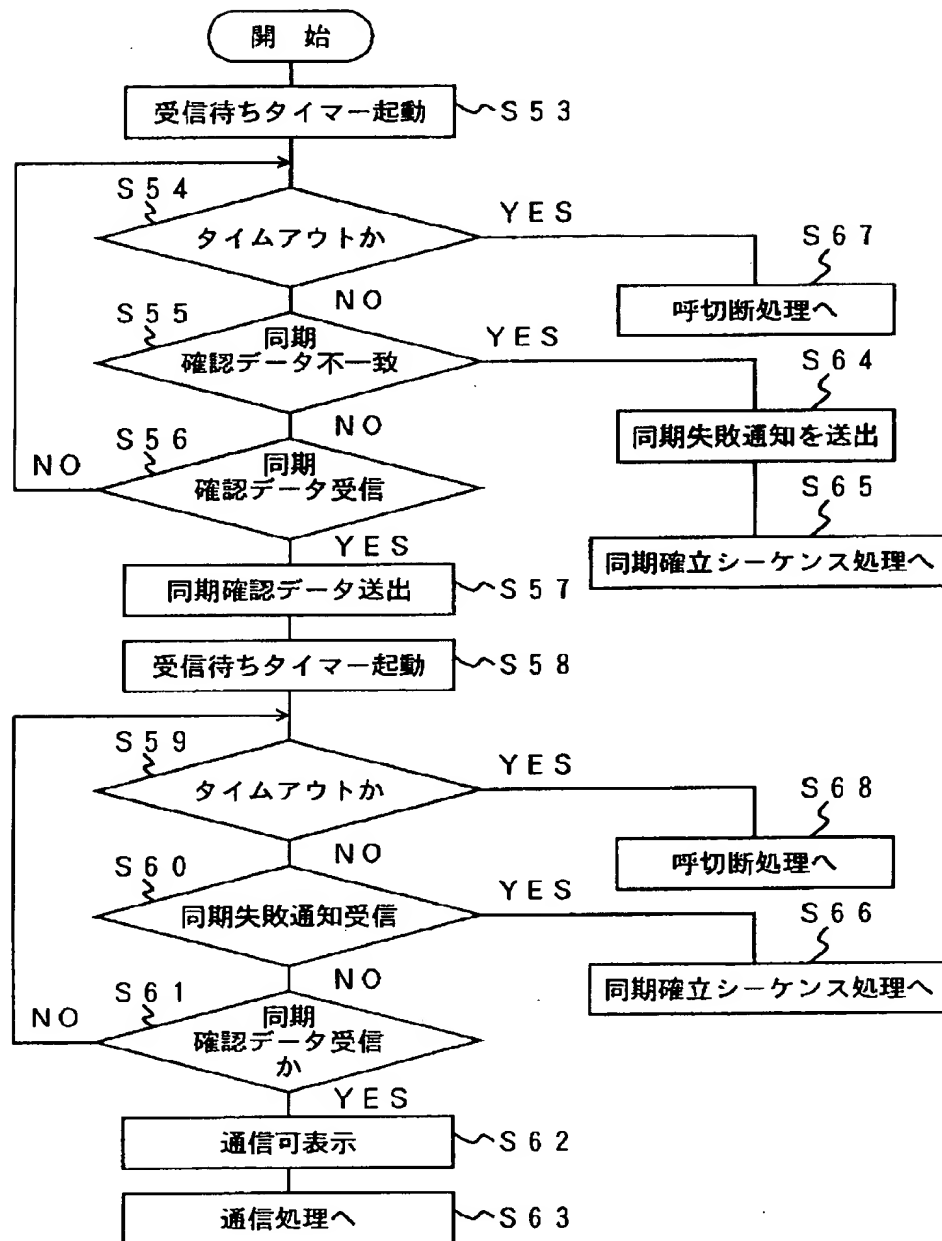 開 始
受信待ちタイマー起動
S53
S54
タイムアウトか
YES
S67
呼切断処理へ
NO
S55
同期
確認データ不一致
YES
S64
同期失敗通知を送出
NO
S56
NO
同期
確認データ受信
S65
同期確立シーケンス処理へ
YES
同期確認データ送出
S57
受信待ちタイマー起動
S58
S59
タイムアウトか
YES
S68
呼切断処理へ
NO
S60
同期失敗通知受信
YES
S66
同期確立シーケンス処理へ
NO
S61
NO
同期
確認データ受信
か
YES
通信可表示
S62
通信処理へ
S63